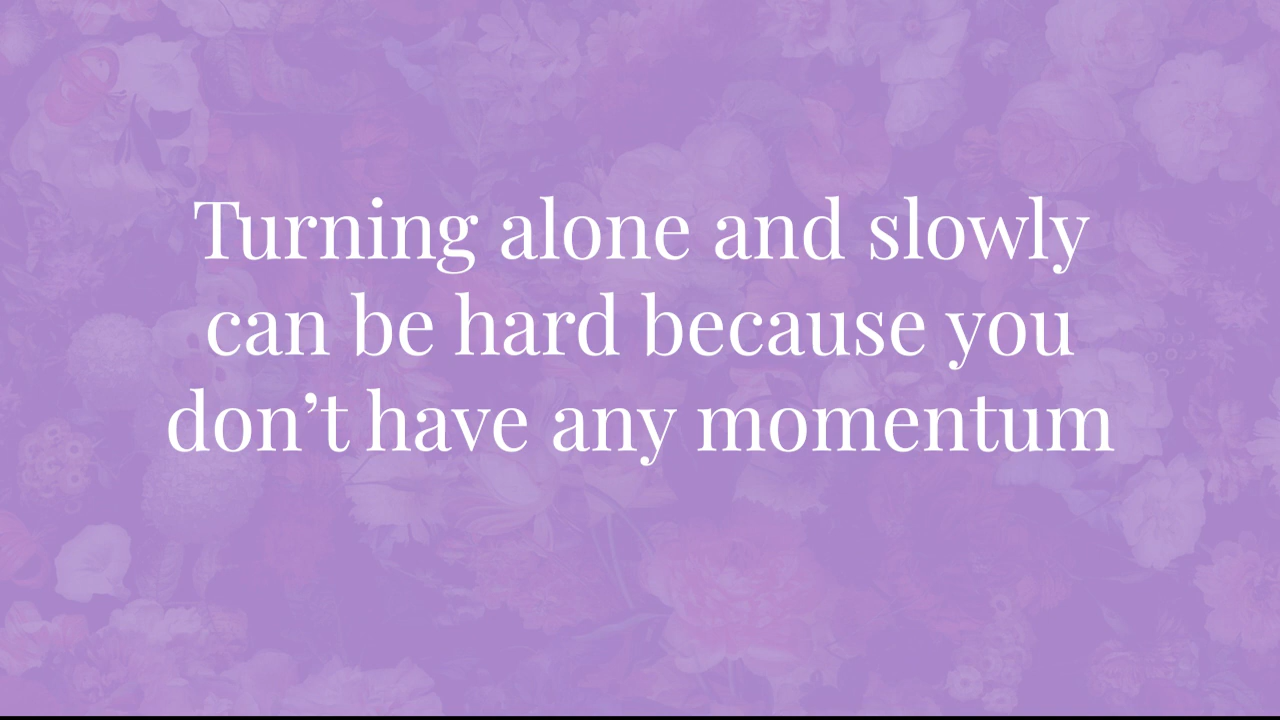 Turning alone and slowly
can be hard because you
don’t have any momentum